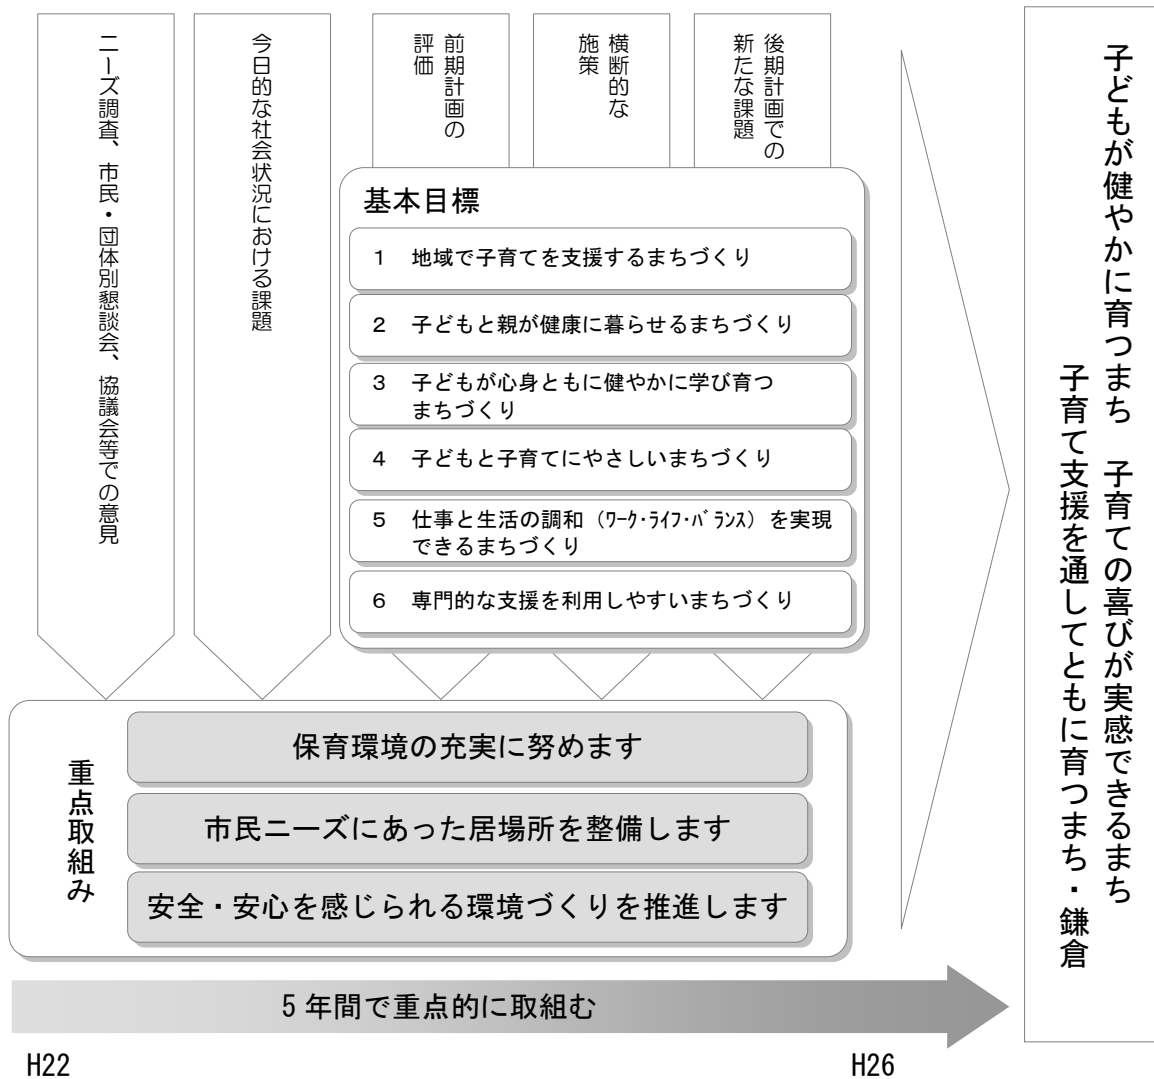 ニーズ調査、市民・団体別懇談会、協議会等での意見
今日的な社会状況における課題
前期計画の
評価
横断的な
施策
後期計画での
新たな課題
基本目標
1 地域で子育てを支援するまちづくり
2 子どもと親が健康に暮らせるまちづくり
3 子どもが心身ともに健やかに学び育つ
まちづくり
4 子どもと子育てにやさしいまちづくり
5 仕事と生活の調和（ﾜｰｸ･ﾗｲﾌ･ﾊﾞﾗﾝｽ）を実現
できるまちづくり
6 専門的な支援を利用しやすいまちづくり
重点取組み
保育環境の充実に努めます
市民ニーズにあった居場所を整備します
安全・安心を感じられる環境づくりを推進します
5 年間で重点的に取組む
H22
H26
子どもが健やかに育つまち 子育ての喜びが実感できるまち
子育て支援を通してともに育つまち・鎌倉